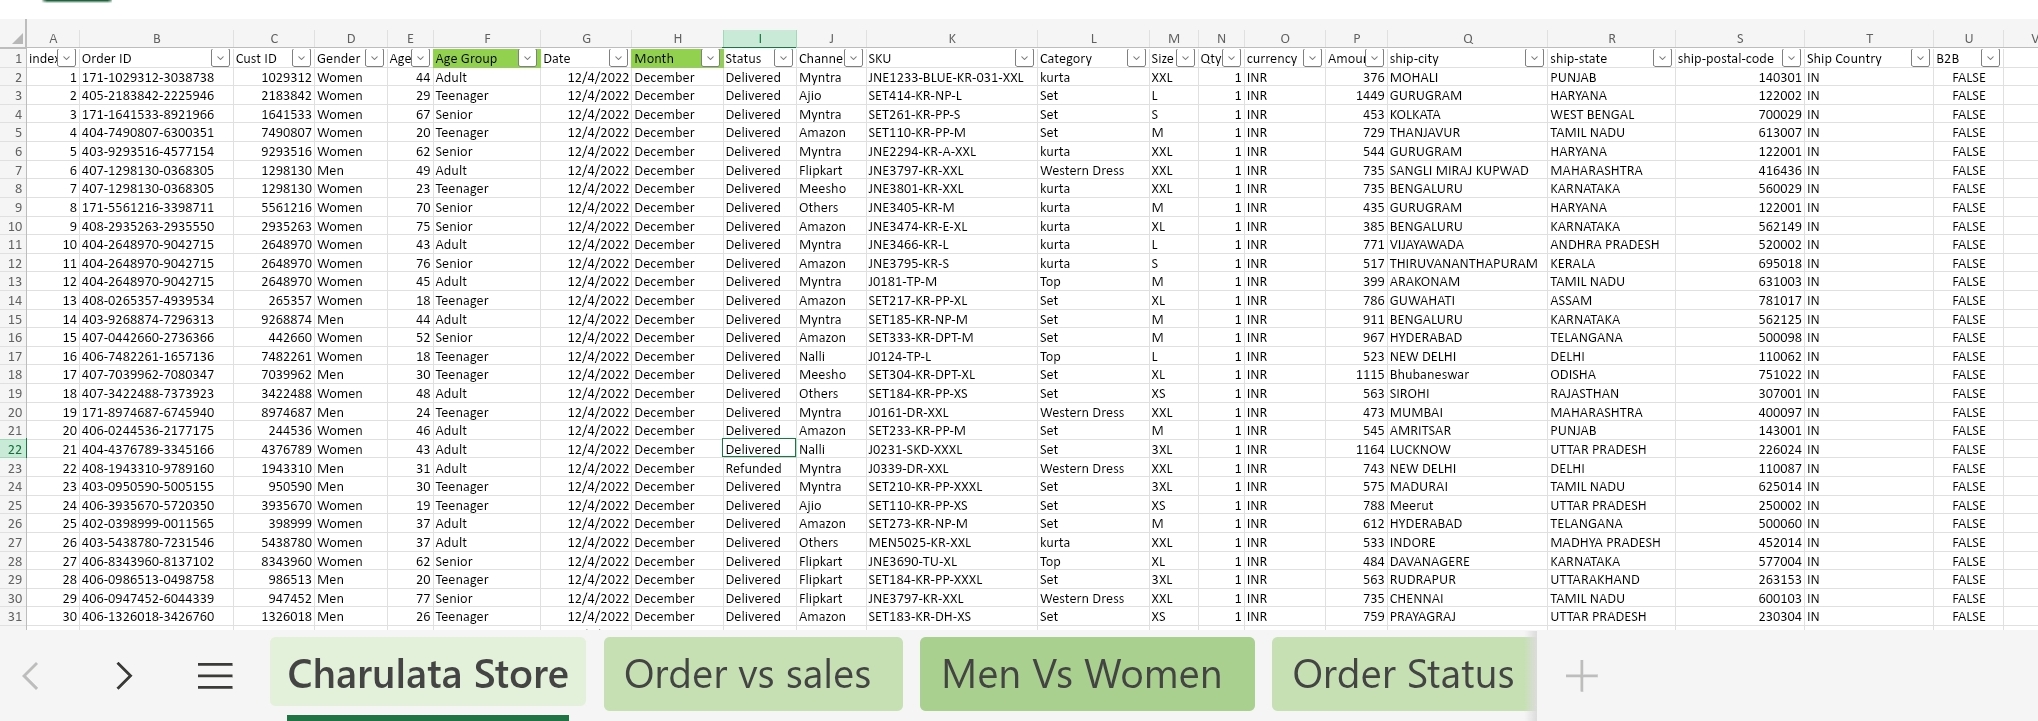 A B C D E F G H I J K L M N O P Q R S T U V
1 index Order ID Cust ID Gender Age Age Group Date Month Status Channe SKU Category Size Qty currency Amou ship-city ship-state ship-postal-code Ship Country B2B
2 1 171-1029312-3038738 1029312 Women 44 Adult 12/4/2022 December Delivered Myntra JNE1233-BLUE-KR-031-XXL kurta XXL 1 INR 376 MOHALI PUNJAB 140301 IN FALSE
3 2 405-2183842-2225946 2183842 Women 29 Teenager 12/4/2022 December Delivered Ajio SET414-KR-NP-L Set L 1 INR 1449 GURUGRAM HARYANA 122002 IN FALSE
4 3 171-1641533-8921966 1641533 Women 67 Senior 12/4/2022 December Delivered Myntra SET261-KR-PP-S Set S 1 INR 453 KOLKATA WEST BENGAL 700029 IN FALSE
5 4 404-7490807-6300351 7490807 Women 20 Teenager 12/4/2022 December Delivered Amazon SET110-KR-PP-M Set M 1 INR 729 THANJAVUR TAMIL NADU 613007 IN FALSE
6 5 403-9293516-4577154 9293516 Women 62 Senior 12/4/2022 December Delivered Myntra JNE2294-KR-A-XXL kurta XXL 1 INR 544 GURUGRAM HARYANA 122001 IN FALSE
7 6 407-1298130-0368305 1298130 Men 49 Adult 12/4/2022 December Delivered Flipkart JNE3797-KR-XXL Western Dress XXL 1 INR 735 SANGLI MIRAJ KUPWAD MAHARASHTRA 416436 IN FALSE
8 7 407-1298130-0368305 1298130 Women 23 Teenager 12/4/2022 December Delivered Meesho JNE3801-KR-XXL kurta XXL 1 INR 735 BENGALURU KARNATAKA 560029 IN FALSE
9 8 171-5561216-3398711 5561216 Women 70 Senior 12/4/2022 December Delivered Others JNE3405-KR-M kurta M 1 INR 435 GURUGRAM HARYANA 122001 IN FALSE
10 9 408-2935263-2935550 2935263 Women 75 Senior 12/4/2022 December Delivered Amazon JNE3474-KR-E-XL kurta XL 1 INR 385 BENGALURU KARNATAKA 562149 IN FALSE
11 10 404-2648970-9042715 2648970 Women 43 Adult 12/4/2022 December Delivered Myntra JNE3466-KR-L kurta L 1 INR 771 VIJAYAWADA ANDHRA PRADESH 520002 IN FALSE
12 11 404-2648970-9042715 2648970 Women 76 Senior 12/4/2022 December Delivered Amazon JNE3795-KR-S kurta S 1 INR 517 THIRUVANANTHAPURAM KERALA 695018 IN FALSE
13 12 404-2648970-9042715 2648970 Women 45 Adult 12/4/2022 December Delivered Myntra J0181-TP-M Top M 1 INR 399 ARAKONAM TAMIL NADU 631003 IN FALSE
14 13 408-0265357-4939534 265357 Women 18 Teenager 12/4/2022 December Delivered Amazon SET217-KR-PP-XL Set XL 1 INR 786 GUWAHATI ASSAM 781017 IN FALSE
15 14 403-9268874-7296313 9268874 Men 44 Adult 12/4/2022 December Delivered Myntra SET185-KR-NP-M Set M 1 INR 911 BENGALURU KARNATAKA 562125 IN FALSE
16 15 407-0442660-2736366 442660 Women 52 Senior 12/4/2022 December Delivered Amazon SET333-KR-DPT-M Set M 1 INR 967 HYDERABAD TELANGANA 500098 IN FALSE
17 16 406-7482261-1657136 7482261 Women 18 Teenager 12/4/2022 December Delivered Nalli J0124-TP-L Top L 1 INR 523 NEW DELHI DELHI 110062 IN FALSE
18 17 407-7039962-7080347 7039962 Men 30 Teenager 12/4/2022 December Delivered Meesho SET304-KR-DPT-XL Set XL 1 INR 1115 Bhubaneswar ODISHA 751022 IN FALSE
19 18 407-3422488-7373923 3422488 Women 48 Adult 12/4/2022 December Delivered Others SET184-KR-PP-XS Set XS 1 INR 563 SIROHI RAJASTHAN 307001 IN FALSE
20 19 171-8974687-6745940 8974687 Men 24 Teenager 12/4/2022 December Delivered Myntra J0161-DR-XXL Western Dress XXL 1 INR 473 MUMBAI MAHARASHTRA 400097 IN FALSE
21 20 406-0244536-2177175 244536 Women 46 Adult 12/4/2022 December Delivered Amazon SET233-KR-PP-M Set M 1 INR 545 AMRITSAR PUNJAB 143001 IN FALSE
22 21 404-4376789-3345166 4376789 Women 43 Adult 12/4/2022 December Delivered Nalli J0231-SKD-XXXL Set 3XL 1 INR 1164 LUCKNOW UTTAR PRADESH 226024 IN FALSE
23 22 408-1943310-9789160 1943310 Men 31 Adult 12/4/2022 December Refunded Myntra J0339-DR-XXL Western Dress XXL 1 INR 743 NEW DELHI DELHI 110087 IN FALSE
24 23 403-0950590-5005155 950590 Men 30 Teenager 12/4/2022 December Delivered Myntra SET210-KR-PP-XXXL Set 3XL 1 INR 575 MADURAI TAMIL NADU 625014 IN FALSE
25 24 406-3935670-5720350 3935670 Women 19 Teenager 12/4/2022 December Delivered Ajio SET110-KR-PP-XS Set XS 1 INR 788 Meerut UTTAR PRADESH 250002 IN FALSE
26 25 402-0398999-0011565 398999 Women 37 Adult 12/4/2022 December Delivered Amazon SET273-KR-NP-M Set M 1 INR 612 HYDERABAD TELANGANA 500060 IN FALSE
27 26 403-5438780-7231546 5438780 Women 37 Adult 12/4/2022 December Delivered Others MEN5025-KR-XXL kurta XXL 1 INR 533 INDORE MADHYA PRADESH 452014 IN FALSE
28 27 406-8343960-8137102 8343960 Women 62 Senior 12/4/2022 December Delivered Flipkart JNE3690-TU-XL Top XL 1 INR 484 DAVANAGERE KARNATAKA 577004 IN FALSE
29 28 406-0986513-0498758 986513 Men 20 Teenager 12/4/2022 December Delivered Flipkart SET184-KR-PP-XXXL Set 3XL 1 INR 563 RUDRAPUR UTTARAKHAND 263153 IN FALSE
30 29 406-0947452-6044339 947452 Men 77 Senior 12/4/2022 December Delivered Flipkart JNE3797-KR-XXL Western Dress XXL 1 INR 735 CHENNAI TAMIL NADU 600103 IN FALSE
31 30 406-1326018-3426760 1326018 Men 26 Teenager 12/4/2022 December Delivered Amazon SET183-KR-DH-XS Set XS 1 INR 759 PRAYAGRAJ UTTAR PRADESH 230304 IN FALSE
Charulata Store Order vs sales Men Vs Women Order Status